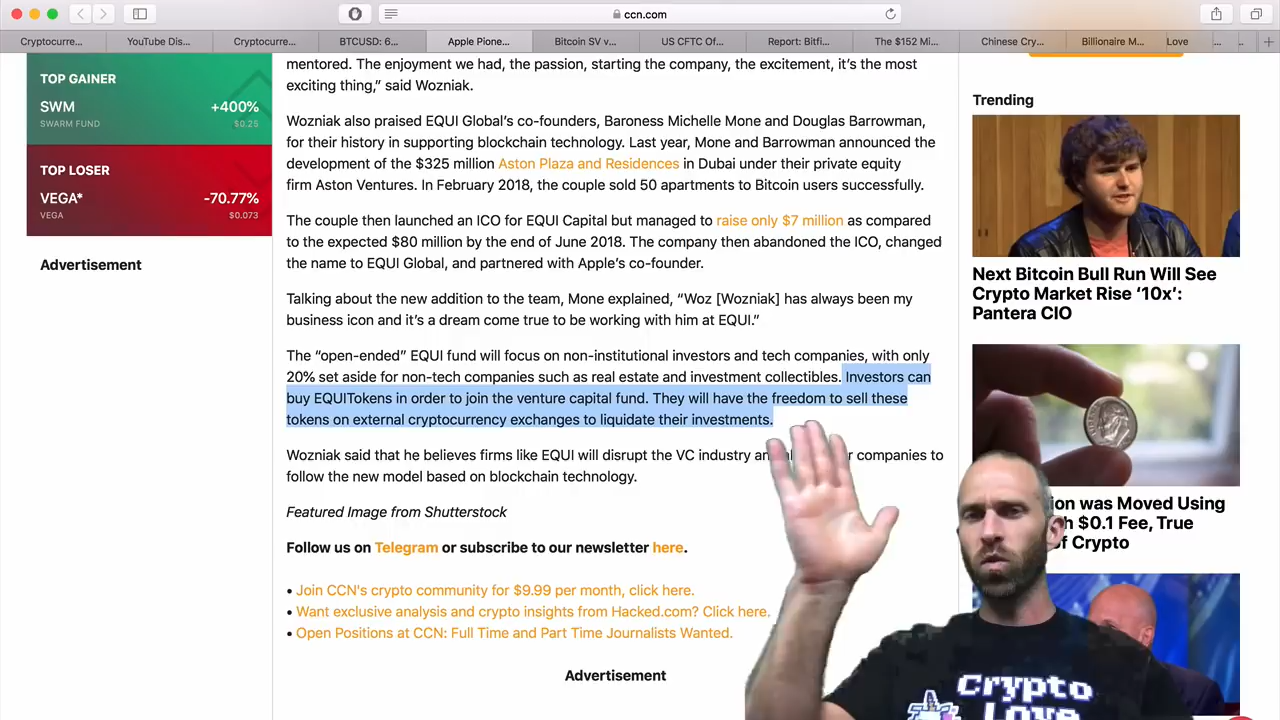 ccn.com
Cryptocurre...
YouTube Dis...
Cryptocurre...
BTCUSD: 6...
Apple Pione...
Bitcoin SV v...
US CFTC Of...
Report: Bitfi...
The $152 Mi...
Chinese Cry...
Billionaire M...
Love
...
..
TOP GAINER
SWM +400%
SWARM FUND $0.25
TOP LOSER
VEGA* -70.77%
VEGA $0.073
Advertisement
mentored. The enjoyment we had, the passion, starting the company, the excitement, it’s the most
exciting thing,” said Wozniak.
Wozniak also praised EQUI Global’s co-founders, Baroness Michelle Mone and Douglas Barrowman,
for their history in supporting blockchain technology. Last year, Mone and Barrowman announced the
development of the $325 million Aston Plaza and Residences in Dubai under their private equity
firm Aston Ventures. In February 2018, the couple sold 50 apartments to Bitcoin users successfully.
The couple then launched an ICO for EQUI Capital but managed to raise only $7 million as compared
to the expected $80 million by the end of June 2018. The company then abandoned the ICO, changed
the name to EQUI Global, and partnered with Apple’s co-founder.
Talking about the new addition to the team, Mone explained, “Woz [Wozniak] has always been my
business icon and it’s a dream come true to be working with him at EQUI.”
The “open-ended” EQUI fund will focus on non-institutional investors and tech companies, with only
20% set aside for non-tech companies such as real estate and investment collectibles. Investors can
buy EQUITokens in order to join the venture capital fund. They will have the freedom to sell these
tokens on external cryptocurrency exchanges to liquidate their investments.
Wozniak said that he believes firms like EQUI will disrupt the VC industry an companies to
follow the new model based on blockchain technology.
Featured Image from Shutterstock
Follow us on Telegram or subscribe to our newsletter here.
• Join CCN's crypto community for $9.99 per month, click here.
• Want exclusive analysis and crypto insights from Hacked.com? Click here.
• Open Positions at CCN: Full Time and Part Time Journalists Wanted.
Advertisement
Trending
Next Bitcoin Bull Run Will See
Crypto Market Rise ‘10x’:
Pantera CIO
ion was Moved Using
h $0.1 Fee, True
of Crypto
Crypto
Love